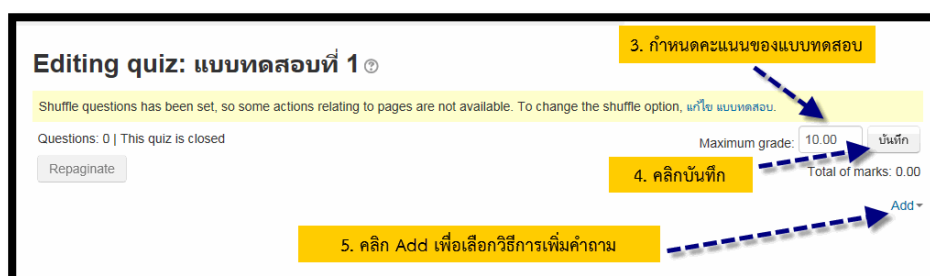 3. กำหนดคะแนนของแบบทดสอบ
Editing quiz: แบบทดสอบที่ 1
Shuffle questions has been set, so some actions relating to pages are not available. To change the shuffle option, แก้ไข แบบทดสอบ.
Questions: 0 | This quiz is closed
Maximum grade: 10.00 บันทึก
Repaginate
4. คลิกบันทึก
Total of marks: 0.00
Add
5. คลิก Add เพื่อเลือกวิธีการเพิ่มคำถาม